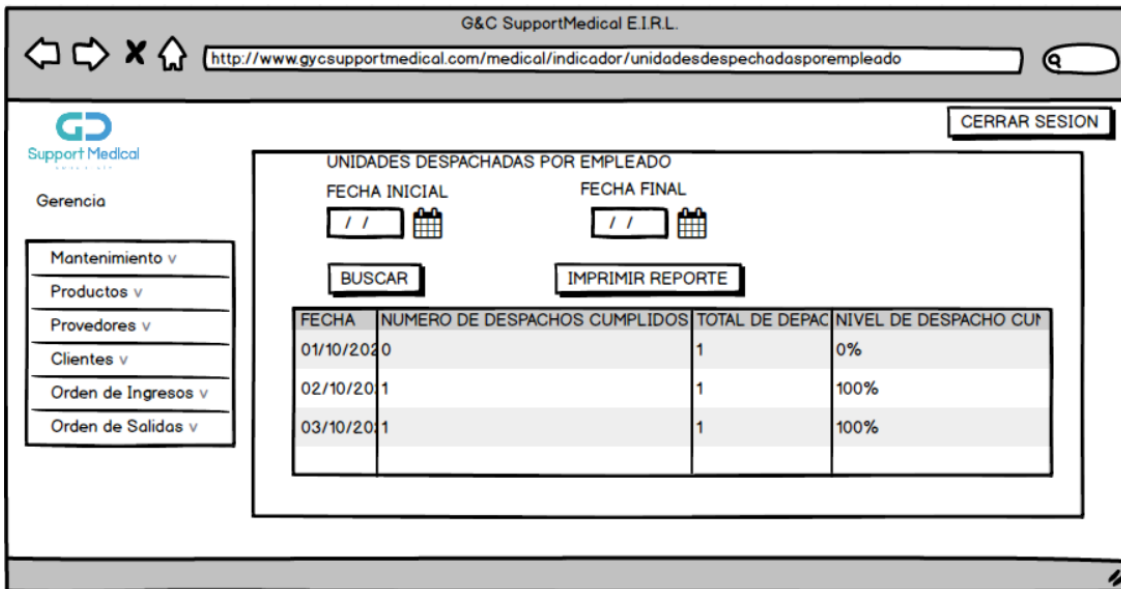 G&C SupportMedical E.I.R.L.
http://www.gycsupportmedical.com/medical/indicador/unidadesdespechadasporempleado
CERRAR SESION
GD
Support Medical
Gerencia
Mantenimiento v
Productos v
Provedores v
Clientes v
Orden de Ingresos v
Orden de Salidas v
UNIDADES DESPACHADAS POR EMPLEADO
FECHA INICIAL FECHA FINAL
/ / / /
BUSCAR IMPRIMIR REPORTE
FECHA NUMERO DE DESPACHOS CUMPLIDOS TOTAL DE DEPAC NIVEL DE DESPACHO CUM
01/10/202 0 1 0%
02/10/20 1 1 100%
03/10/20 1 1 100%